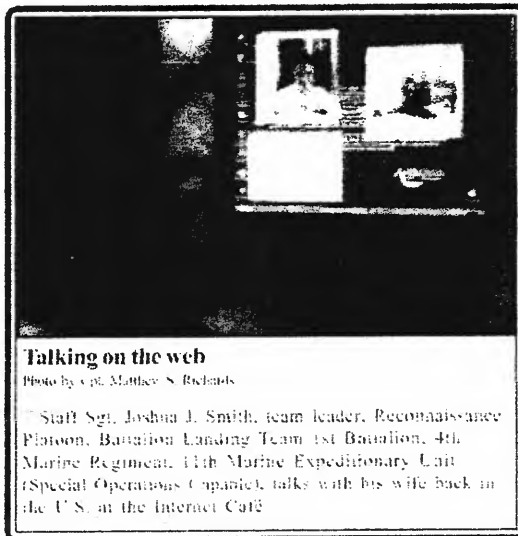 Talking on the web
Photo by Cpl. Matthew S. Richards
Staff Sgt. Joshua J. Smith, team leader, Reconnaissance
Platoon, Battalion Landing Team 1st Battalion, 4th
Marine Regiment, 11th Marine Expeditionary Unit
(Special Operations Capable), talks with his wife back in
the U.S. at the Internet Café